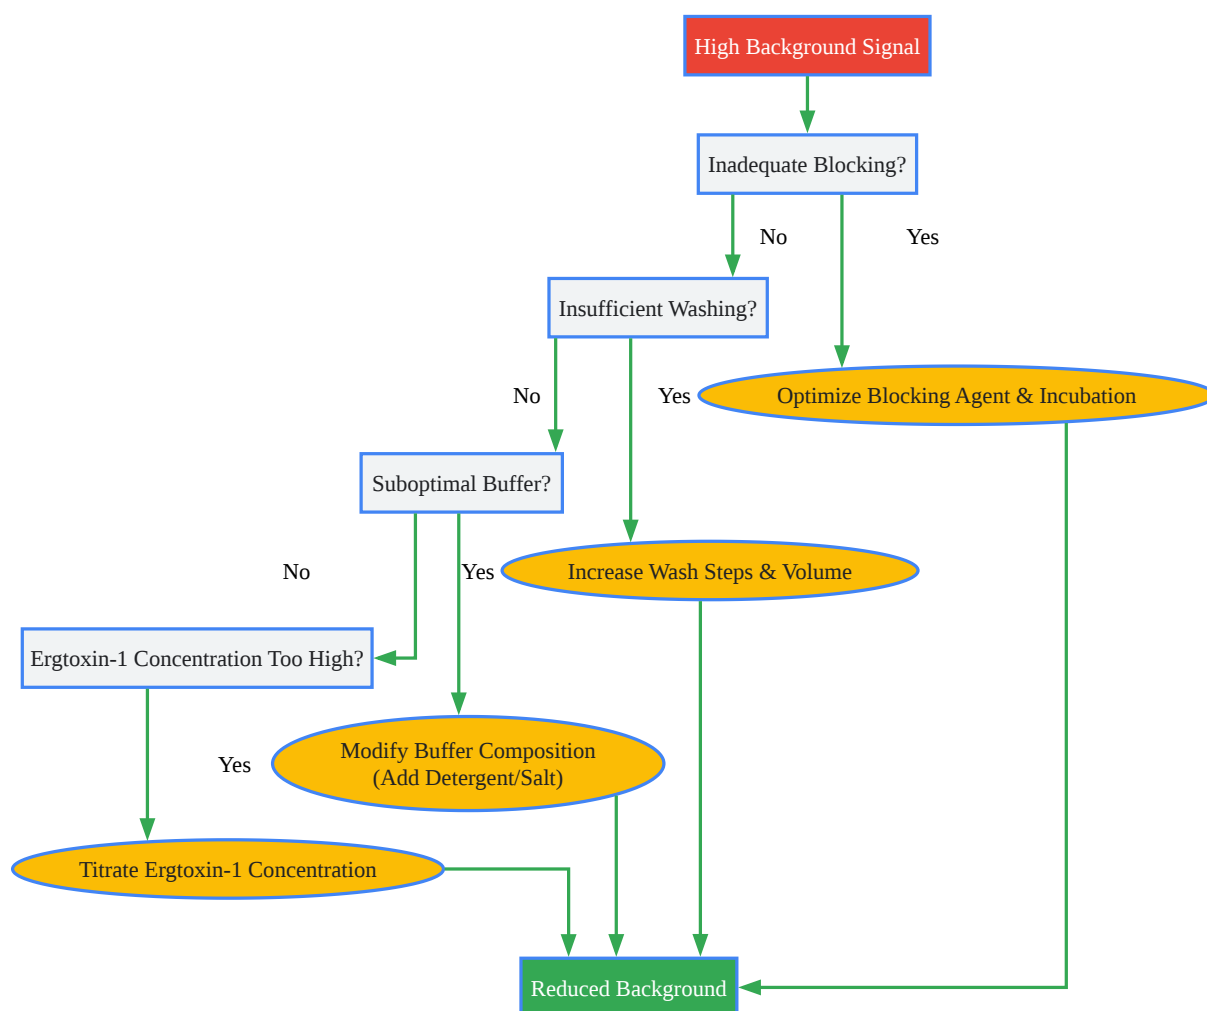 High Background Signal
Inadequate Blocking?
No
Yes
Insufficient Washing?
No
Yes
Optimize Blocking Agent & Incubation
Suboptimal Buffer?
No
Yes
Increase Wash Steps & Volume
Ergtoxin-1 Concentration Too High?
Yes
Modify Buffer Composition
(Add Detergent/Salt)
Titrate Ergtoxin-1 Concentration
Reduced Background